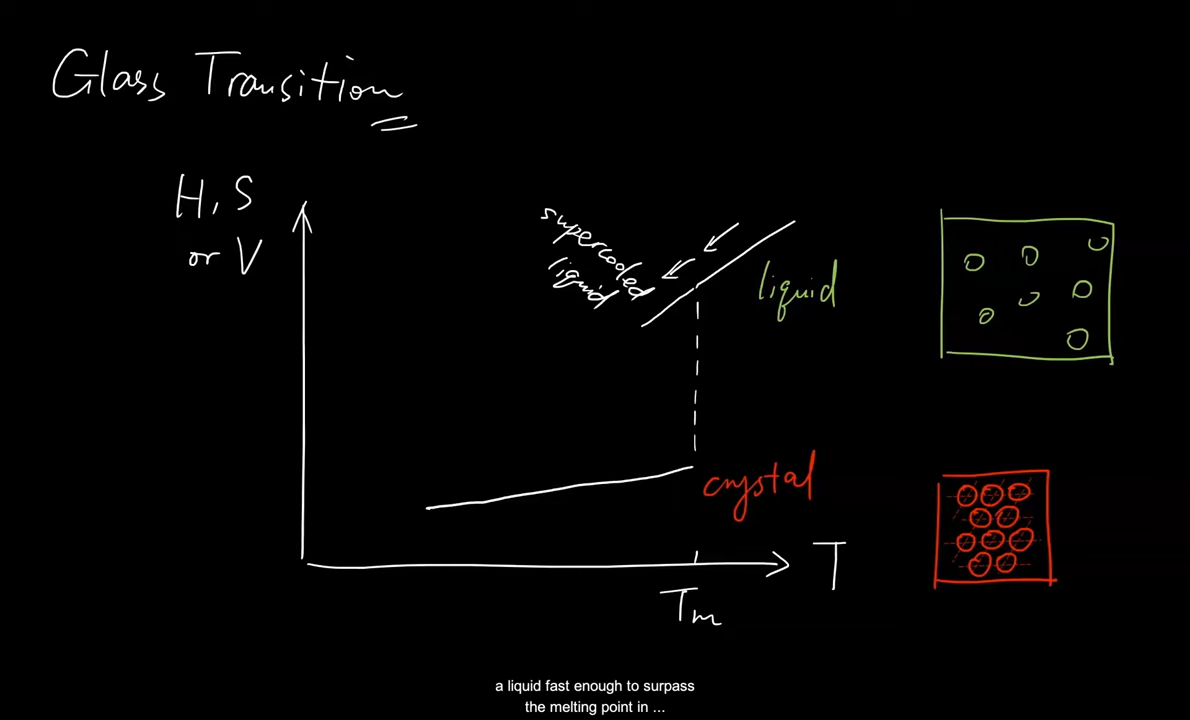 Glass Transition
H, S
or V
supercooled
liquid
liquid
crystal
T
Tm
a liquid fast enough to surpass
the melting point in ...